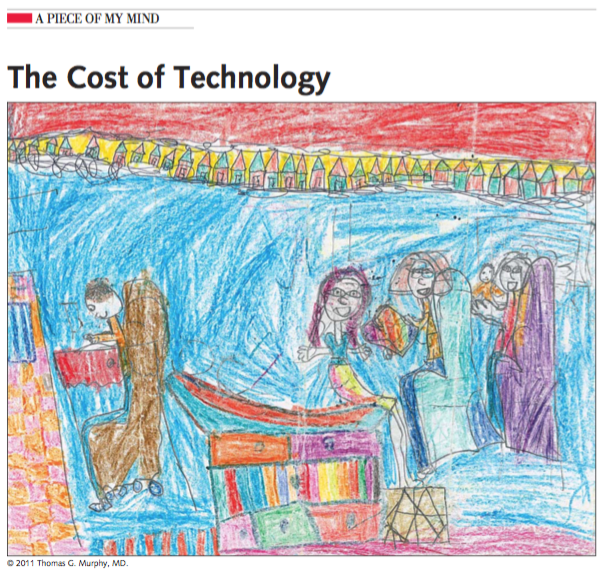 A PIECE OF MY MIND
The Cost of Technology
© 2011 Thomas G. Murphy, MD.